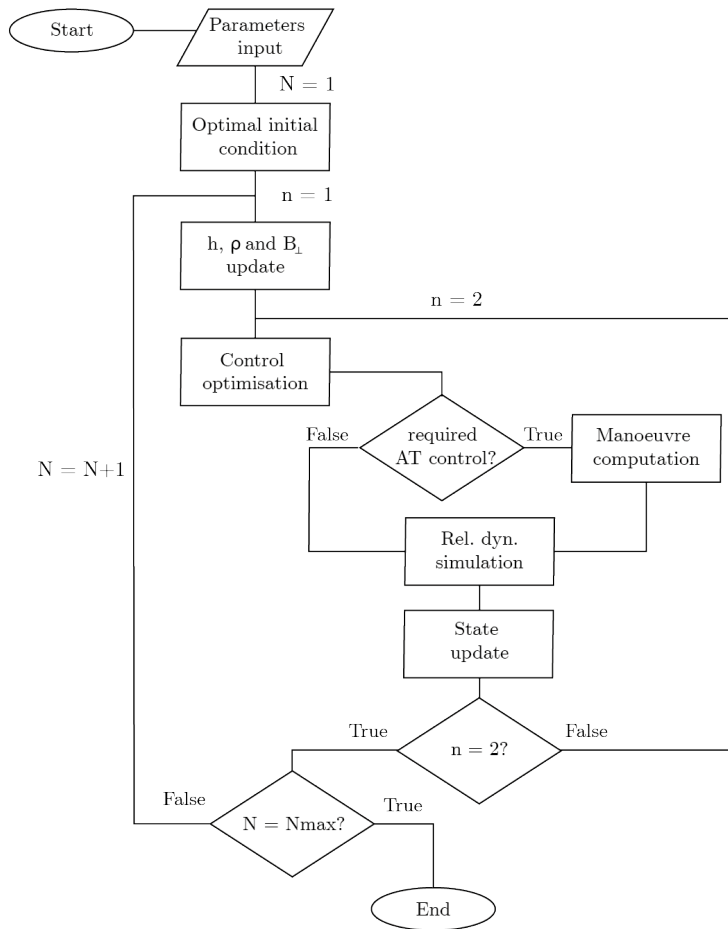 Start
Parameters
input
N = 1
Optimal initial
condition
n = 1
h, ρ and B⊥
update
n = 2
Control
optimisation
False
required
AT control?
True
Manoeuvre
computation
N = N+1
Rel. dyn.
simulation
State
update
True
n = 2?
False
False
N = Nmax?
True
End